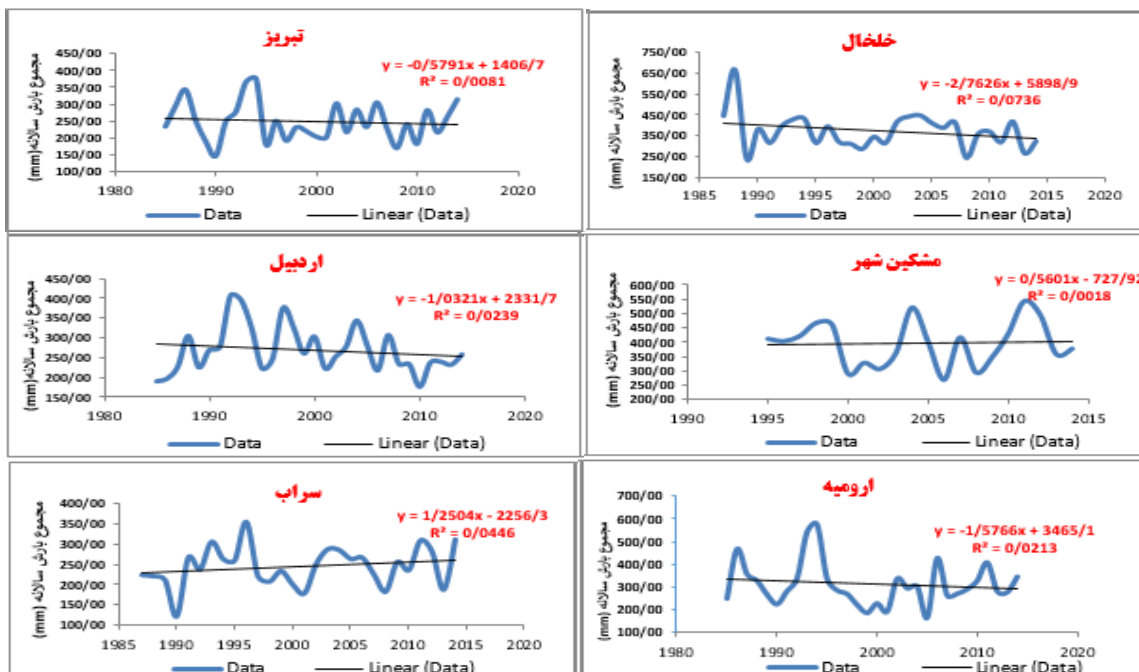 تبریز
مجموع بارش سالانه(mm)
450/00
400/00
350/00
300/00
250/00
200/00
150/00
100/00
y = -0/5791x + 1406/7
R² = 0/0081
1980 1990 2000 2010 2020
Data Linear (Data)
خلخال
مجموع بارش سالانه (mm)
750/00
650/00
550/00
450/00
350/00
250/00
150/00
y = -2/7626x + 5898/9
R² = 0/0736
1985 1990 1995 2000 2005 2010 2015 2020
Data Linear (Data)
اردبیل
مجموع بارش سالانه(mm)
450/00
400/00
350/00
300/00
250/00
200/00
150/00
y = -1/0321x + 2331/7
R² = 0/0239
1980 1990 2000 2010 2020
Data Linear (Data)
مشکین شهر
مجموع بارش سالانه (mm)
600/00
550/00
500/00
450/00
400/00
350/00
300/00
250/00
200/00
y = 0/5601x - 727/92
R² = 0/0018
1990 1995 2000 2005 2010 2015
Data Linear (Data)
سراب
مجموع بارش سالانه (mm)
400/00
350/00
300/00
250/00
200/00
150/00
100/00
y = 1/2504x - 2256/3
R² = 0/0446
1985 1990 1995 2000 2005 2010 2015
Data Linear (Data)
ارومیه
مجموع بارش سالانه (mm)
700/00
600/00
500/00
400/00
300/00
200/00
100/00
y = -1/5766x + 3465/1
R² = 0/0213
1980 1990 2000 2010 2020
Data Linear (Data)